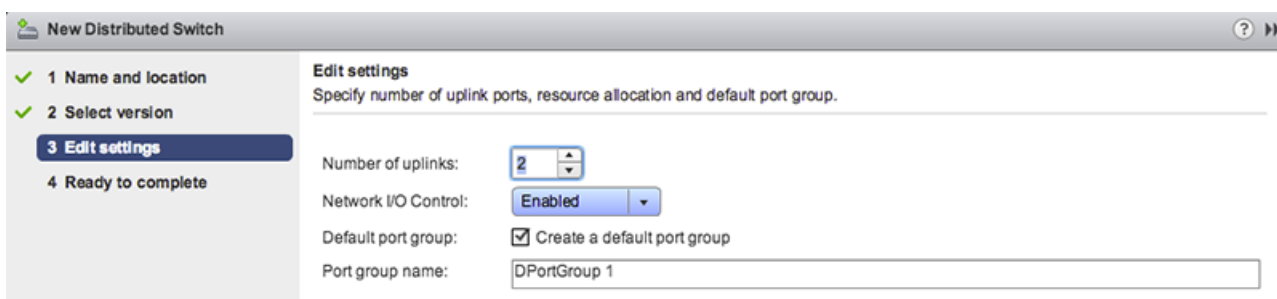 New Distributed Switch
?
1 Name and location
2 Select version
3 Edit settings
4 Ready to complete
Edit settings
Specify number of uplink ports, resource allocation and default port group.
Number of uplinks: 2
Network I/O Control: Enabled
Default port group: Create a default port group
Port group name: DPortGroup 1